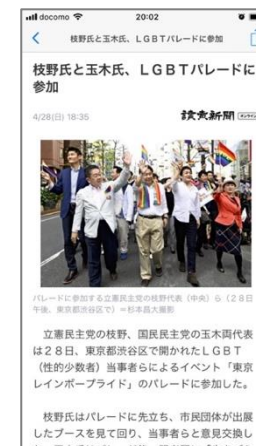 docomo 20:02
枝野氏と玉木氏、ＬＧＢＴパレードに参加
枝野氏と玉木氏、ＬＧＢＴパレードに
参加
4/28(日) 18:35
讀賣新聞
パレードに参加する立憲民主党の枝野代表（中央）ら（２８日
午後、東京都渋谷区で）＝杉本昌大撮影
立憲民主党の枝野、国民民主党の玉木両代表
は２８日、東京都渋谷区で開かれたＬＧＢＴ
（性的少数者）当事者らによるイベント「東京
レインボープライド」のパレードに参加した。
枝野氏はパレードに先立ち、市民団体が出展
したブースを見て回り、当事者らと意見交換し